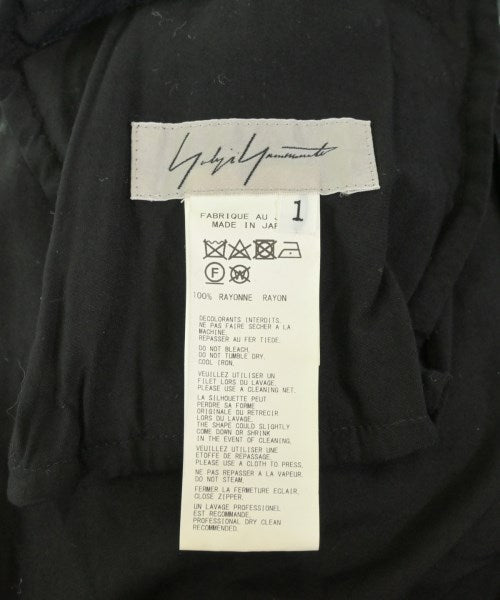 Yohji Yamamoto
1
FABRIQUE AU
MADE IN JAP
F W
100% RAYONNE RAYON
DECOLORANTS INTERDITS.
NE PAS FAIRE SECHER A LA
MACHINE.
REPASSER AU FER TIEDE.
DO NOT BLEACH.
DO NOT TUMBLE DRY.
COOL IRON.
VEUILLEZ UTILISER UN
FILET LORS DU LAVAGE.
PLEASE USE A CLEANING NET.
LA SILHOUETTE PEUT
PERDRE SA FORME
ORIGINALE OU RETRECIR
LORS DU LAVAGE.
THE SHAPE COULD SLIGHTLY
COME DOWN OR SHRINK
IN THE EVENT OF CLEANING.
VEUILLEZ UTILISER UNE
ETOFFE DE REPASSAGE.
PLEASE USE A CLOTH TO PRESS.
NE PAS REPASSER A LA VAPEUR.
DO NOT STEAM.
FERMER LA FERMETURE ECLAIR.
CLOSE ZIPPER.
UN LAVAGE PROFESSIONEL
EST RECOMMANDE.
PROFESSIONAL DRY CLEAN
RECOMMENDED.